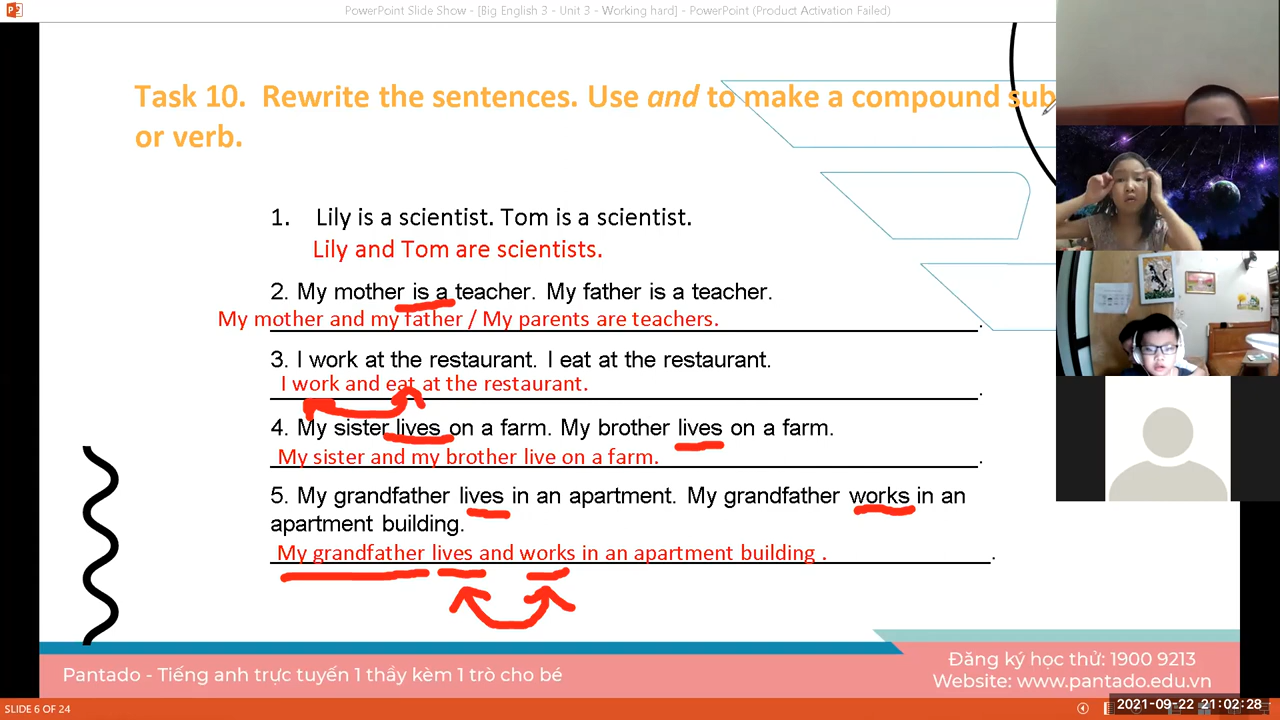 PowerPoint Slide Show - [Big English 3 - Unit 3 - Working hard] - PowerPoint (Product Activation Failed)
Task 10. Rewrite the sentences. Use and to make a compound sub
or verb.
1. Lily is a scientist. Tom is a scientist.
Lily and Tom are scientists.
2. My mother is a teacher. My father is a teacher.
My mother and my father / My parents are teachers.
3. I work at the restaurant. I eat at the restaurant.
I work and eat at the restaurant.
4. My sister lives on a farm. My brother lives on a farm.
My sister and my brother live on a farm.
5. My grandfather lives in an apartment. My grandfather works in an
apartment building.
My grandfather lives and works in an apartment building .
Pantado - Tiếng anh trực tuyến 1 thầy kèm 1 trò cho bé
Đăng ký học thử: 1900 9213
Website: www.pantado.edu.vn
SLIDE 6 OF 24
2021-09-22 21:02:28